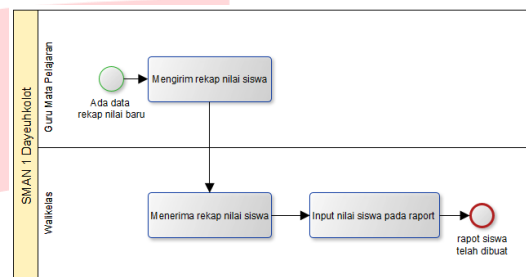 SMAN 1 Dayeuhkolot
Guru Mata Pelajaran
Ada data
rekap nilai baru
Mengirim rekap nilai siswa
Walikelas
Menerima rekap nilai siswa
Input nilai siswa pada raport
rapot siswa
telah dibuat